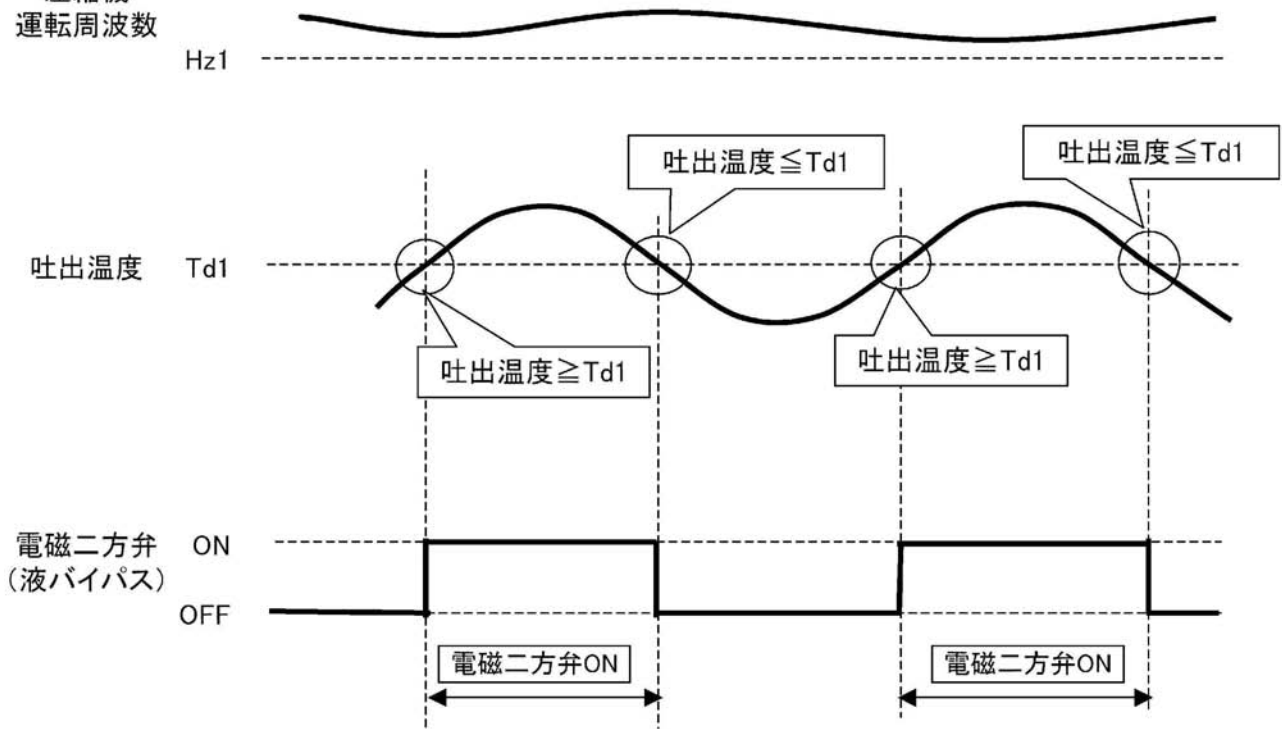 運転周波数
Hz1
吐出温度≦Td1
吐出温度≦Td1
吐出温度 Td1
吐出温度≧Td1
吐出温度≧Td1
電磁二方弁 ON
(液バイパス)
OFF
電磁二方弁ON
電磁二方弁ON